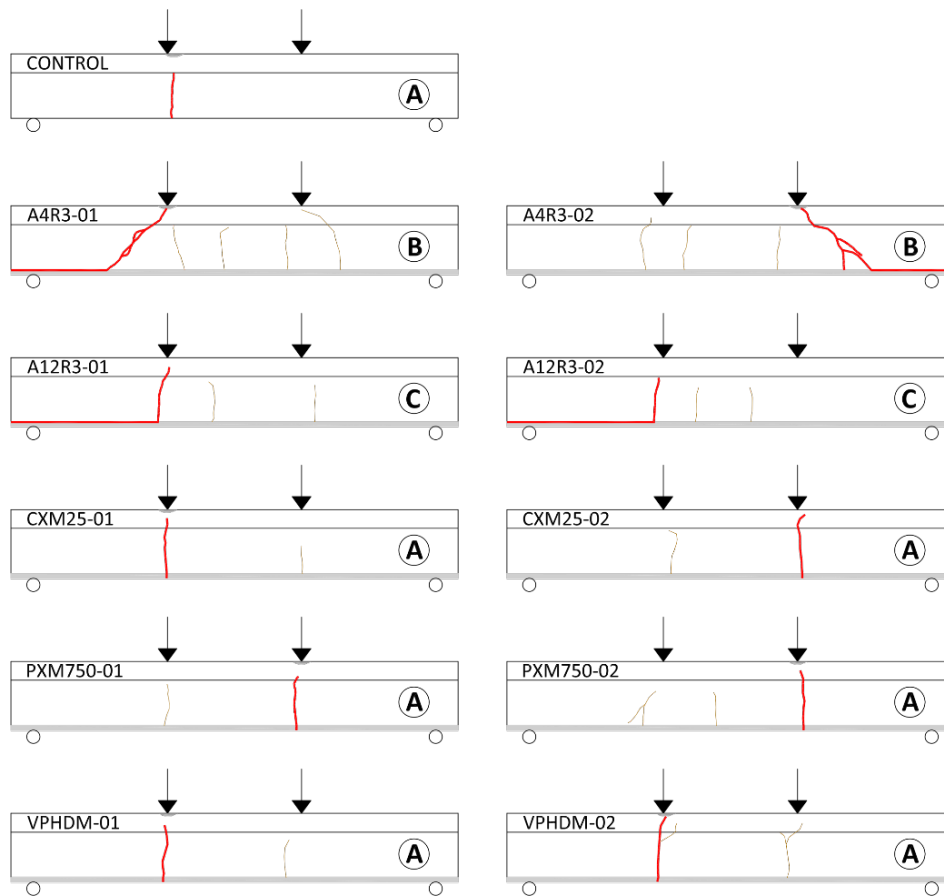 CONTROL
A
A4R3-01
B
A4R3-02
B
A12R3-01
C
A12R3-02
C
CXM25-01
A
CXM25-02
A
PXM750-01
A
PXM750-02
A
VPHDM-01
A
VPHDM-02
A